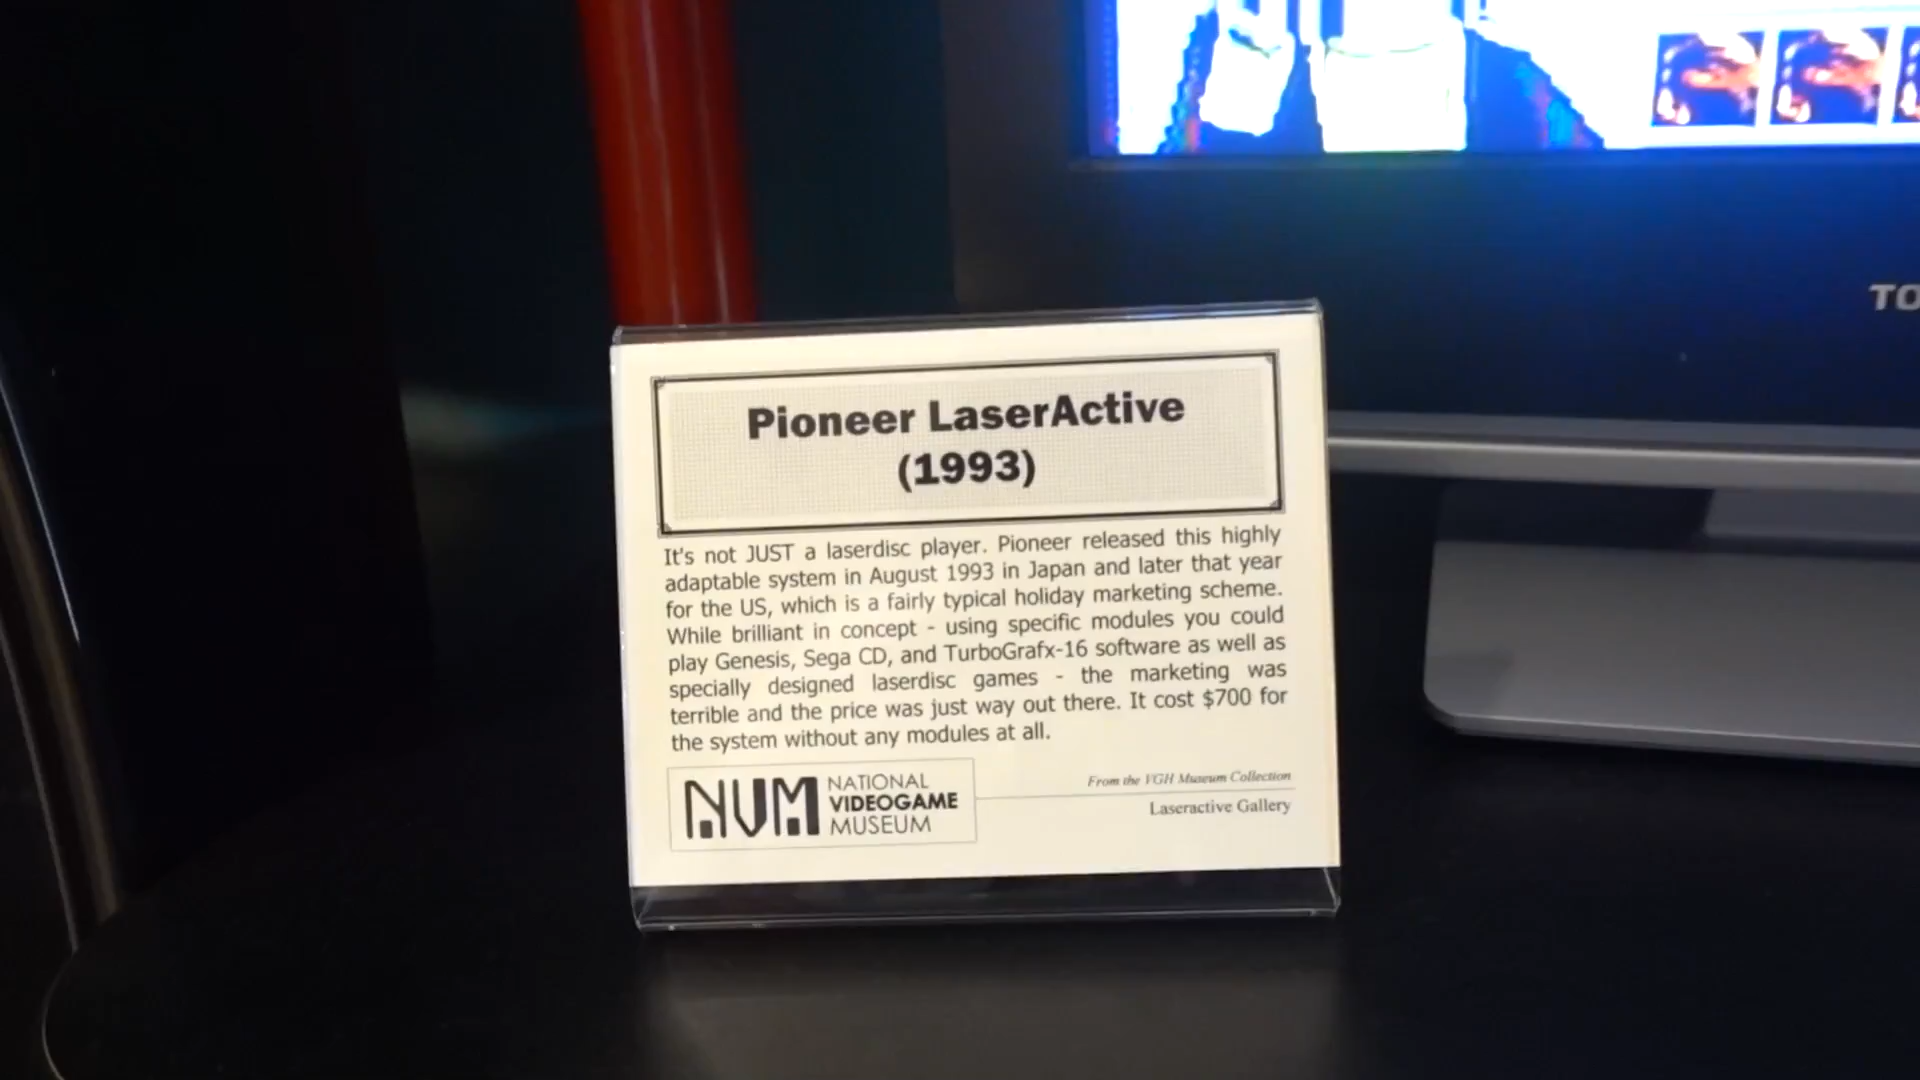 TO
Pioneer LaserActive
(1993)
It's not JUST a laserdisc player. Pioneer released this highly
adaptable system in August 1993 in Japan and later that year
for the US, which is a fairly typical holiday marketing scheme.
While brilliant in concept - using specific modules you could
play Genesis, Sega CD, and TurboGrafx-16 software as well as
specially designed laserdisc games - the marketing was
terrible and the price was just way out there. It cost $700 for
the system without any modules at all.
NVM
NATIONAL
VIDEOGAME
MUSEUM
From the VGH Museum Collection
Laseractive Gallery